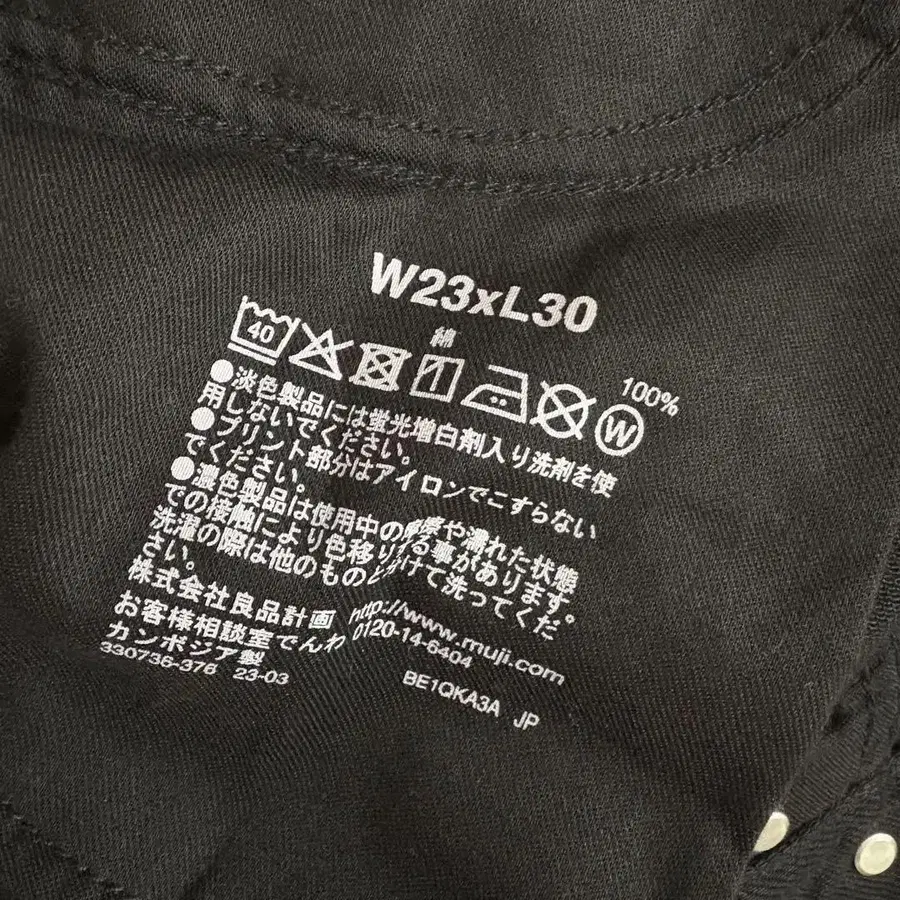 W23xL30
綿 100%
40 W
●淡色製品には蛍光増白剤入り洗剤を使
用しないでください。
●プリント部分はアイロンでこすらない
でください。
●濃色製品は使用中の摩擦や濡れた状態
での接触により色移りする事があります。
洗濯の際は他のものと分けて洗ってくだ
さい。
株式会社良品計画 http://www.muji.com
お客様相談室でんわ 0120-14-6404
カンボジア製
330736-376 23-03 BE1QKA3A JP